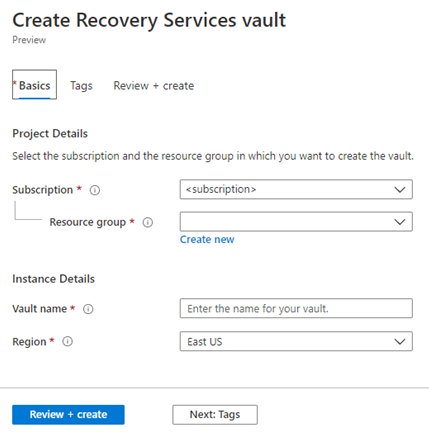 Create Recovery Services vault
Preview
* Basics Tags Review + create
Project Details
Select the subscription and the resource group in which you want to create the vault.
Subscription * <subscription>
Resource group *
Create new
Instance Details
Vault name * Enter the name for your vault.
Region * East US
Review + create Next: Tags